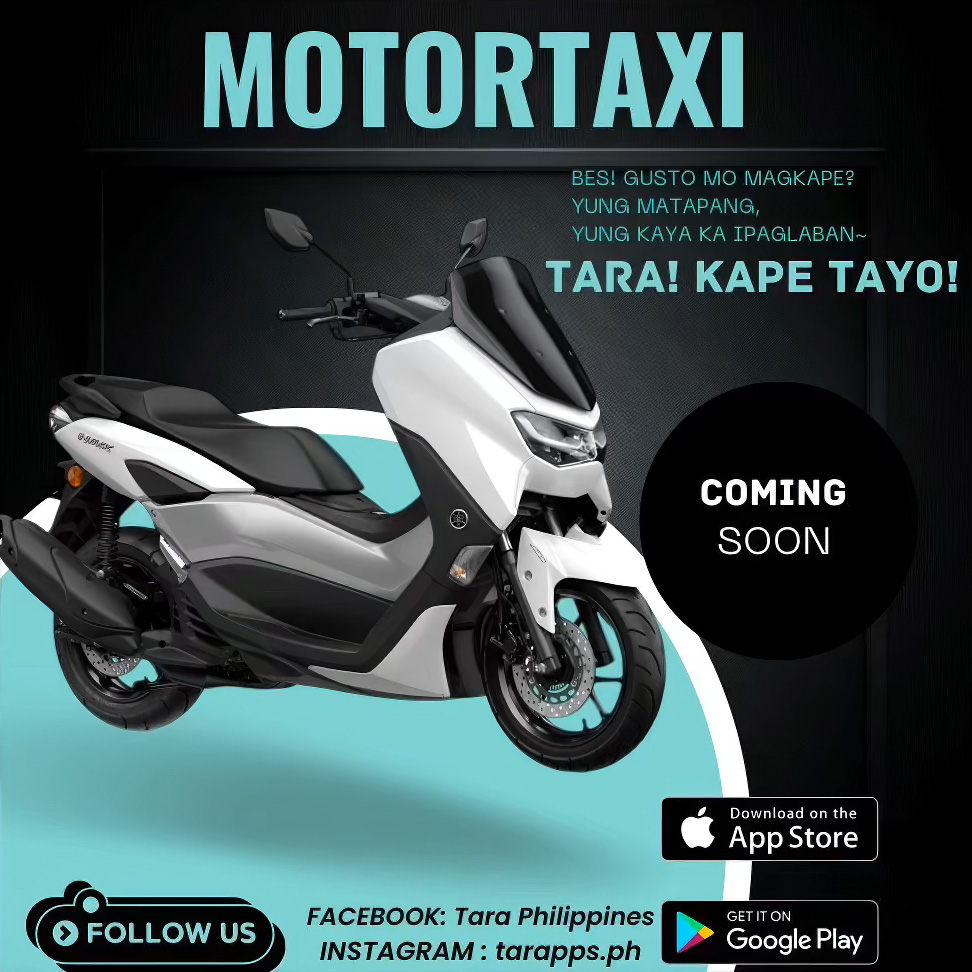 MOTORTAXI
BES! GUSTO MO MAGKAPE?
YUNG MATAPANG,
YUNG KAYA KA IPAGLABAN~
TARA! KAPE TAYO!
COMING
SOON
Download on the
App Store
GET IT ON
Google Play
FOLLOW US
FACEBOOK: Tara Philippines
INSTAGRAM : tarapps.ph